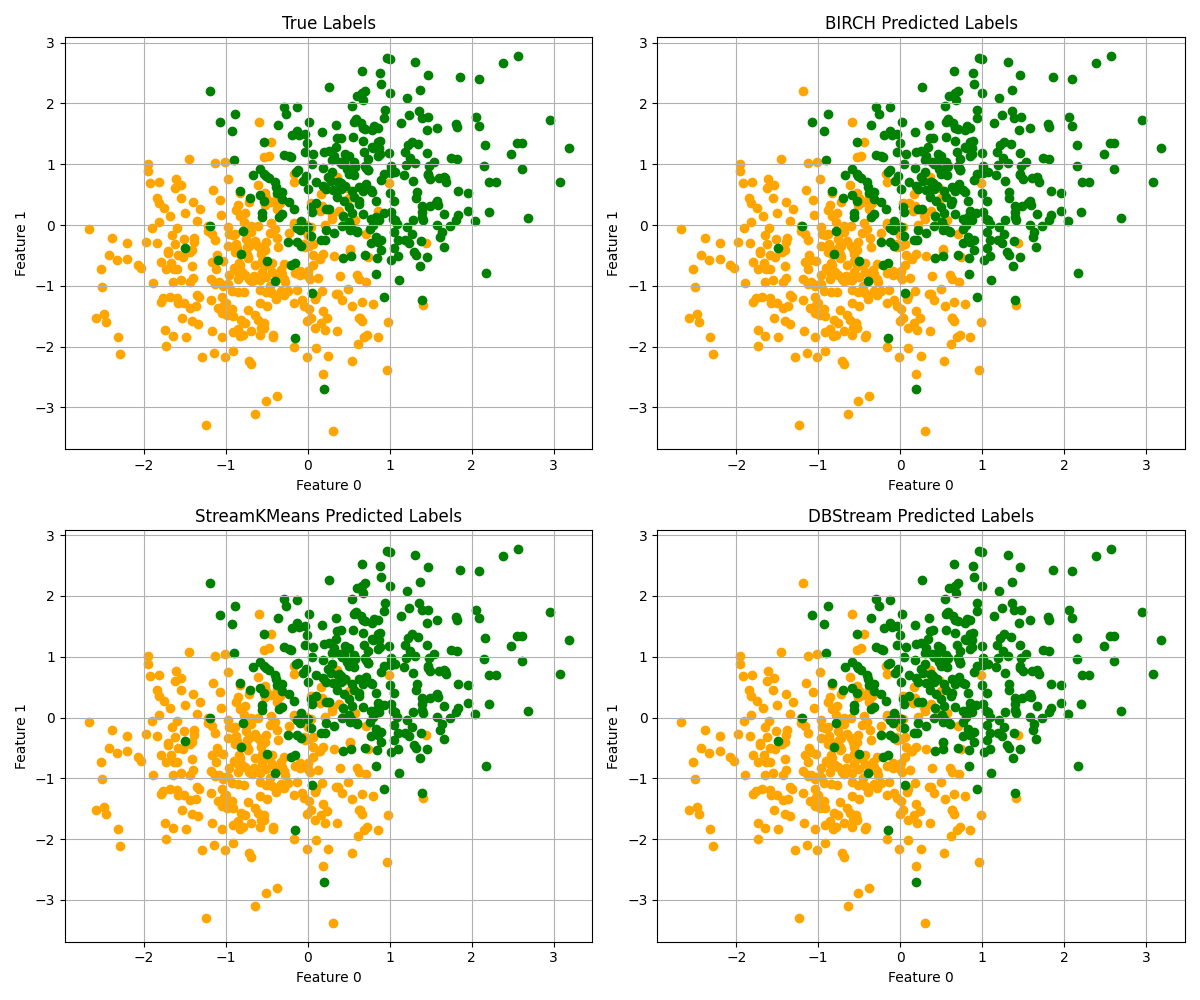 True Labels
BIRCH Predicted Labels
3
2
1
0
−1
−2
−3
Feature 1
−2 −1 0 1 2 3
Feature 0
3
2
1
0
−1
−2
−3
Feature 1
−2 −1 0 1 2 3
Feature 0
StreamKMeans Predicted Labels
DBStream Predicted Labels
3
2
1
0
−1
−2
−3
Feature 1
−2 −1 0 1 2 3
Feature 0
3
2
1
0
−1
−2
−3
Feature 1
−2 −1 0 1 2 3
Feature 0